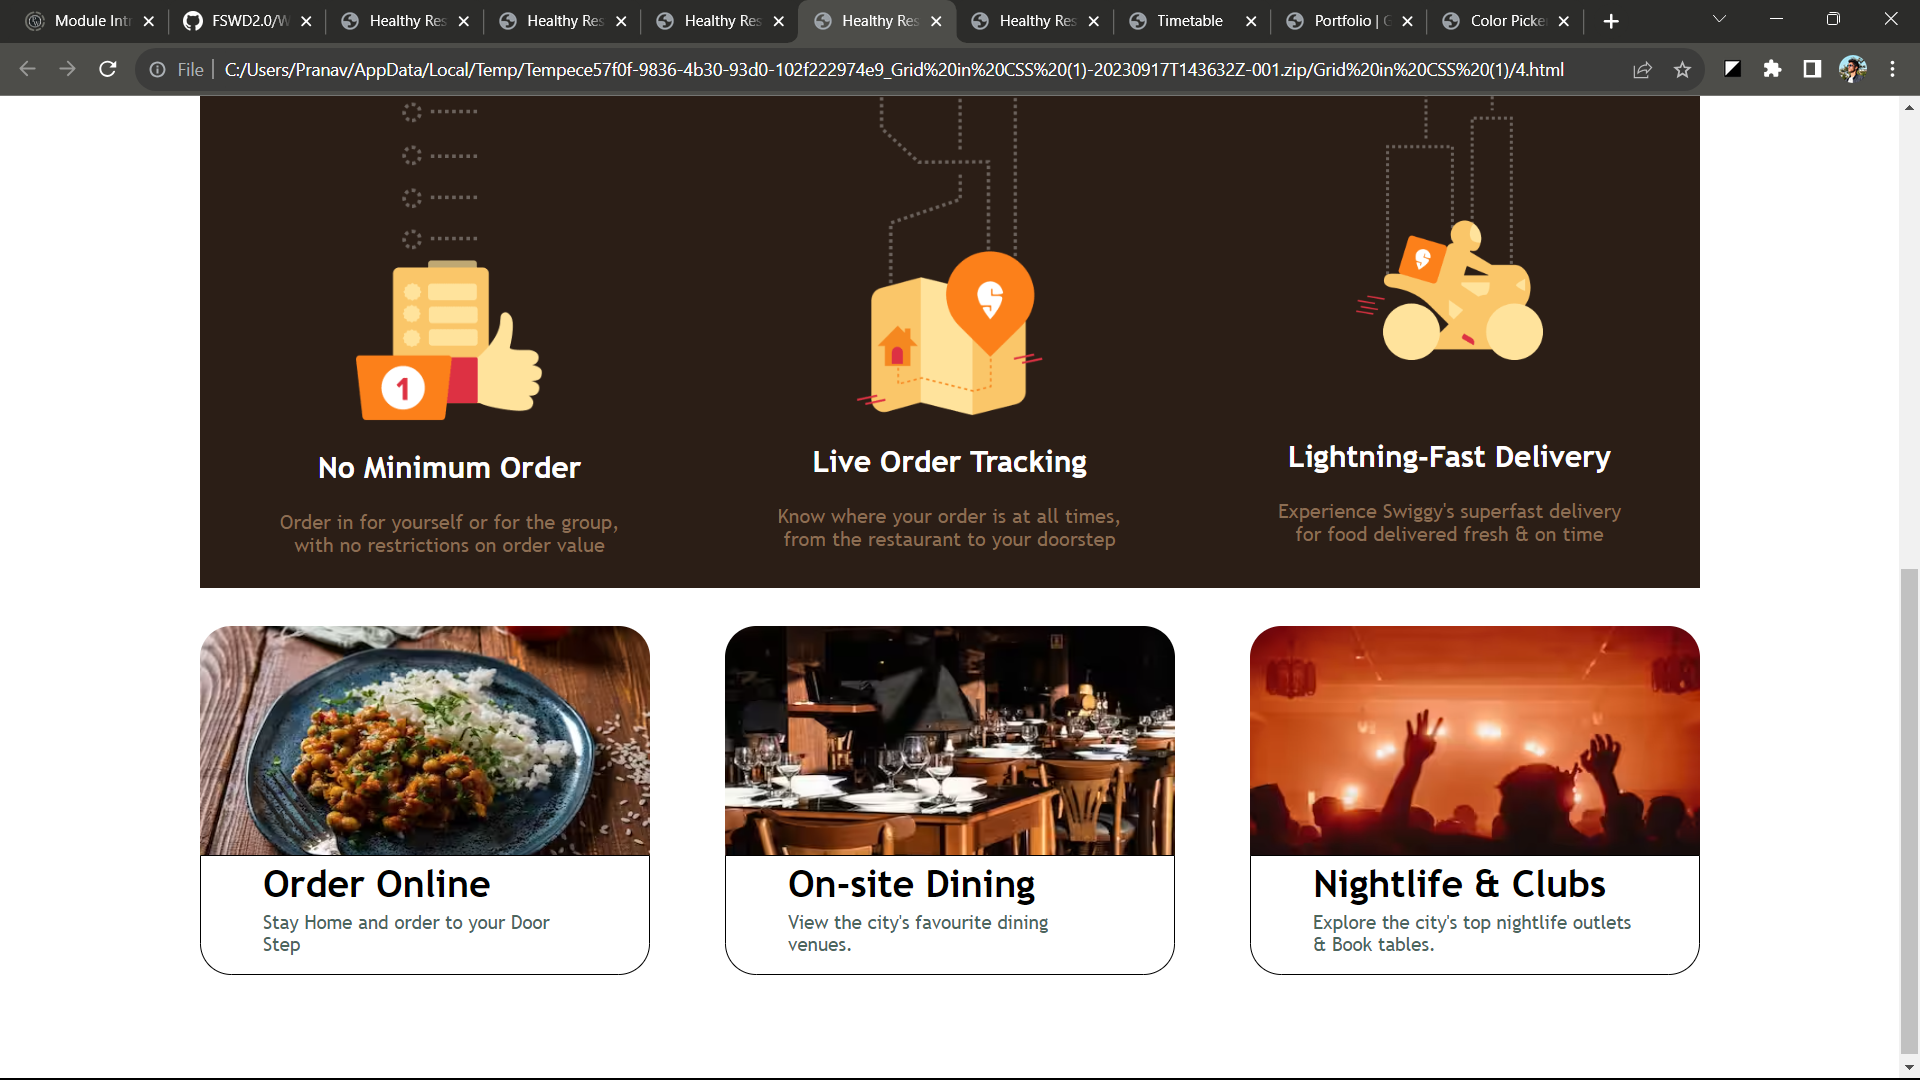 Module Intr
FSWD2.0/W
Healthy Res
Healthy Res
Healthy Res
Healthy Res
Healthy Res
Timetable
Portfolio | G
Color Picke
File
C:/Users/Pranav/AppData/Local/Temp/Tempece57f0f-9836-4b30-93d0-102f222974e9_Grid%20in%20CSS%20(1)-20230917T143632Z-001.zip/Grid%20in%20CSS%20(1)/4.html
1
No Minimum Order
Order in for yourself or for the group,
with no restrictions on order value
Live Order Tracking
Know where your order is at all times,
from the restaurant to your doorstep
Lightning-Fast Delivery
Experience Swiggy's superfast delivery
for food delivered fresh & on time
Order Online
Stay Home and order to your Door
Step
On-site Dining
View the city's favourite dining
venues.
Nightlife & Clubs
Explore the city's top nightlife outlets
& Book tables.